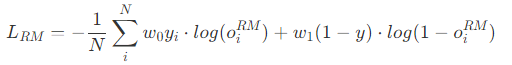 $L_{RM} = -\frac{1}{N} \sum_{i}^{N} w_0 y_i \cdot log(o_i^{RM}) + w_1 (1 - y) \cdot log(1 - o_i^{RM})$